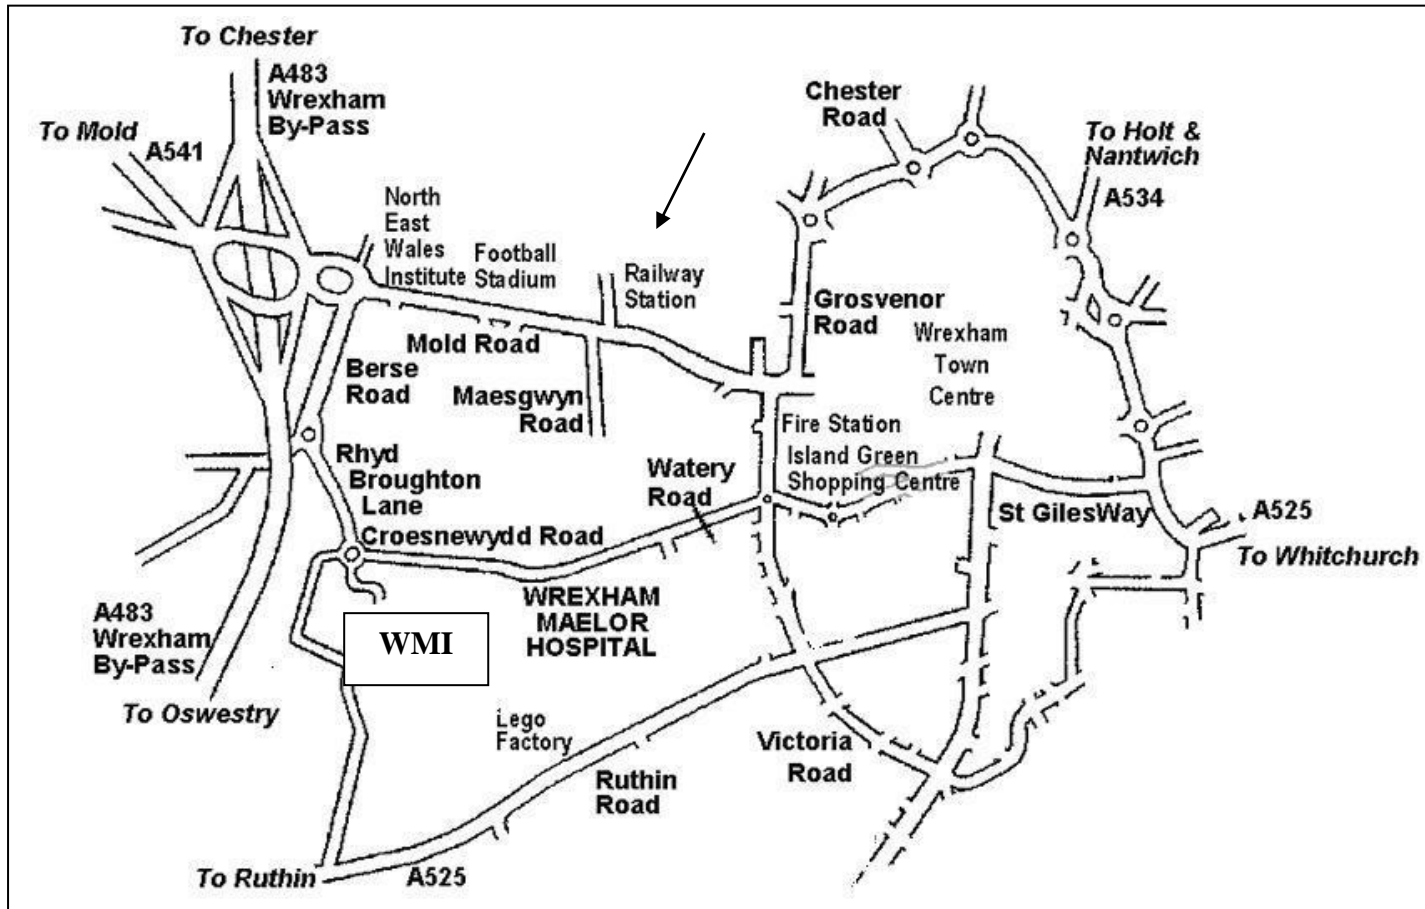 To Chester
A483
Wrexham
By-Pass
To Mold
A541
North
East
Wales
Institute
Football
Stadium
Railway
Station
Chester
Road
To Holt &
Nantwich
A534
Grosvenor
Road
Wrexham
Town
Centre
Mold Road
Berse
Road
Maesgwyn
Road
Fire Station
Island Green
Shopping Centre
Rhyd
Broughton
Lane
Watery
Road
Croesnewydd Road
St GilesWay
A525
To Whitchurch
WREXHAM
MAELOR
HOSPITAL
A483
Wrexham
By-Pass
WMI
To Oswestry
Lego
Factory
Victoria
Road
Ruthin
Road
To Ruthin
A525